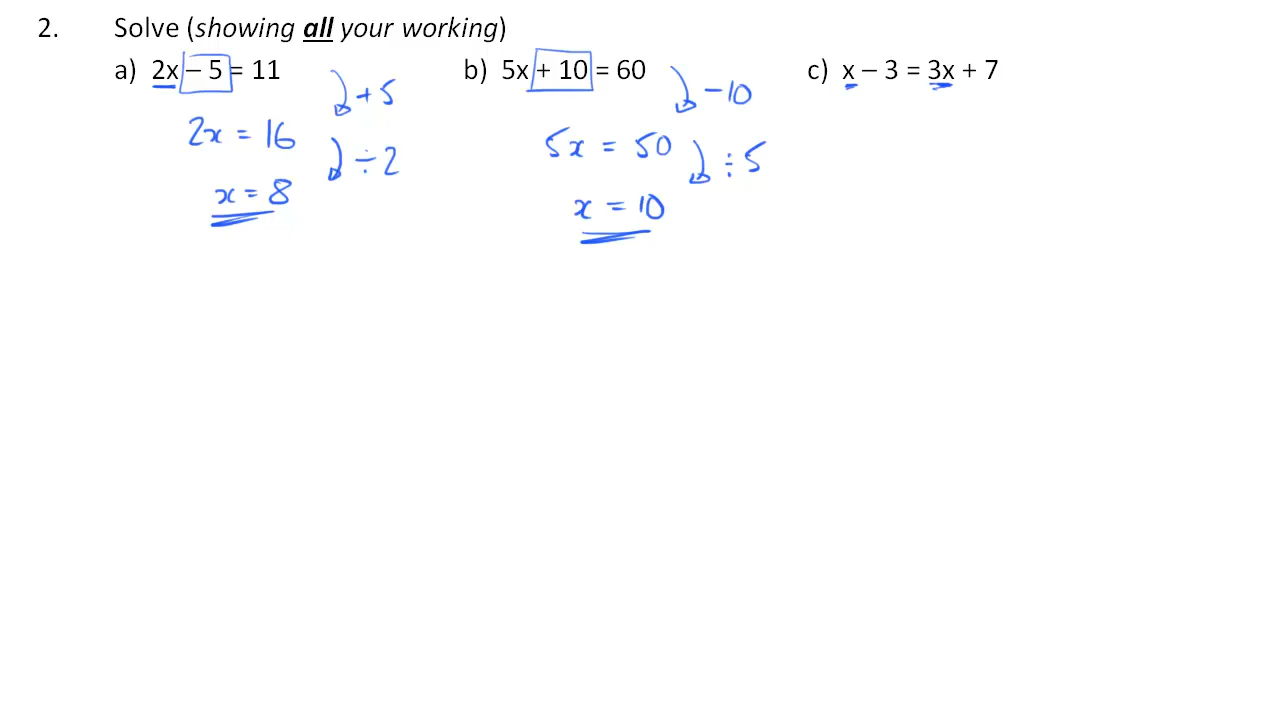 2. Solve (showing all your working)
a) 2x – 5 = 11
+ 5
2x = 16
÷ 2
x = 8
b) 5x + 10 = 60
– 10
5x = 50
÷ 5
x = 10
c) x – 3 = 3x + 7